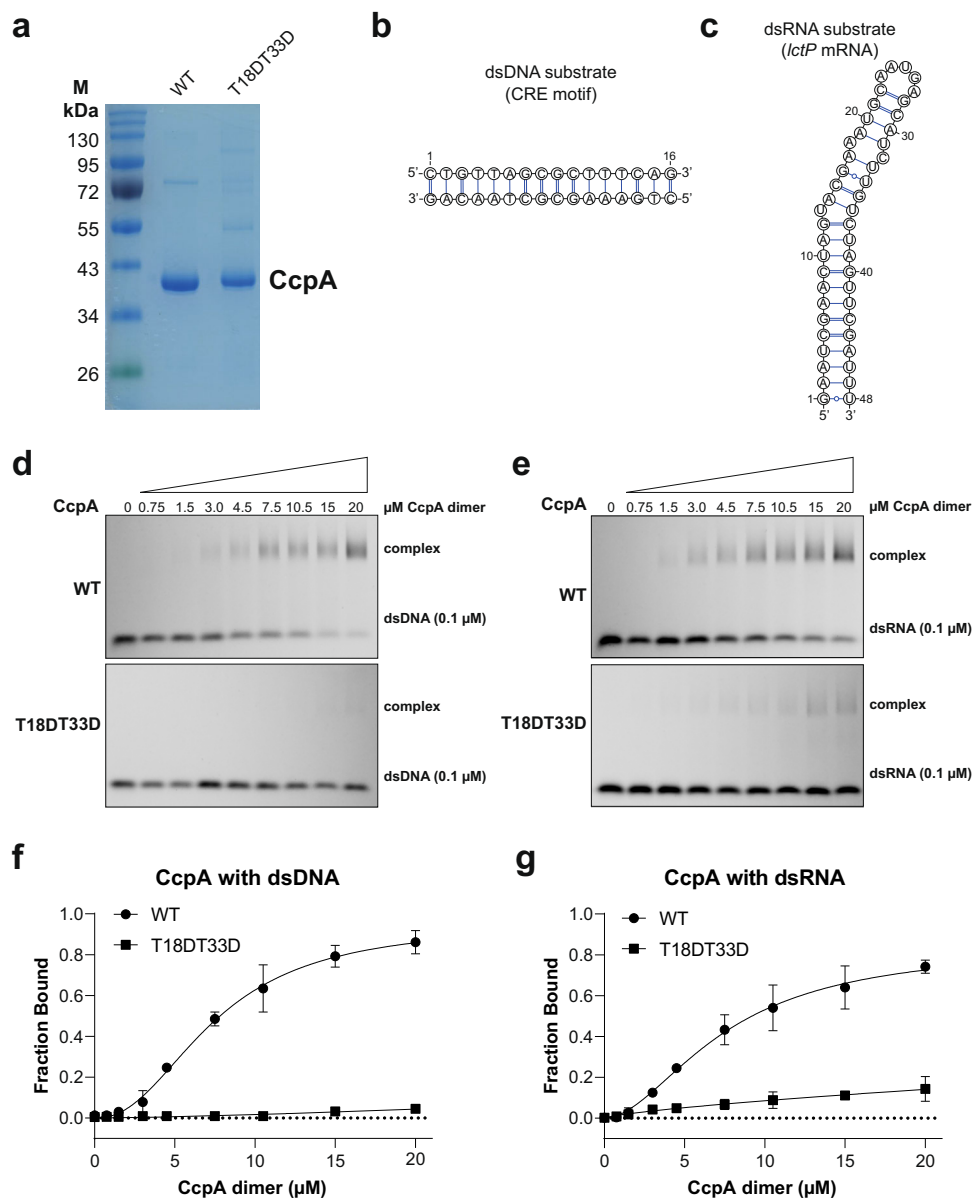 a
M
kDa
WT
T18DT33D
130
95
72
55
43
34
26
CcpA
b
dsDNA substrate
(CRE motif)
1 16
5'-CTGTTAGCGCTTTCAG-3'
3'-GACAATCGCGAAAGTC-5'
c
dsRNA substrate
(lctP mRNA)
GAAUCGAACUAGUACGAAAUGCAAUGAGCAUCUUGUCUAGUUCGAUUU
20
30
10
40
1
48
5' 3'
d
CcpA
0 0.75 1.5 3.0 4.5 7.5 10.5 15 20
µM CcpA dimer
WT
complex
dsDNA (0.1 µM)
T18DT33D
complex
dsDNA (0.1 µM)
e
CcpA
0 0.75 1.5 3.0 4.5 7.5 10.5 15 20
µM CcpA dimer
WT
complex
dsRNA (0.1 µM)
T18DT33D
complex
dsRNA (0.1 µM)
f
CcpA with dsDNA
WT
T18DT33D
Fraction Bound
1.0
0.8
0.6
0.4
0.2
0.0
0 5 10 15 20
CcpA dimer (µM)
g
CcpA with dsRNA
WT
T18DT33D
Fraction Bound
1.0
0.8
0.6
0.4
0.2
0.0
0 5 10 15 20
CcpA dimer (µM)